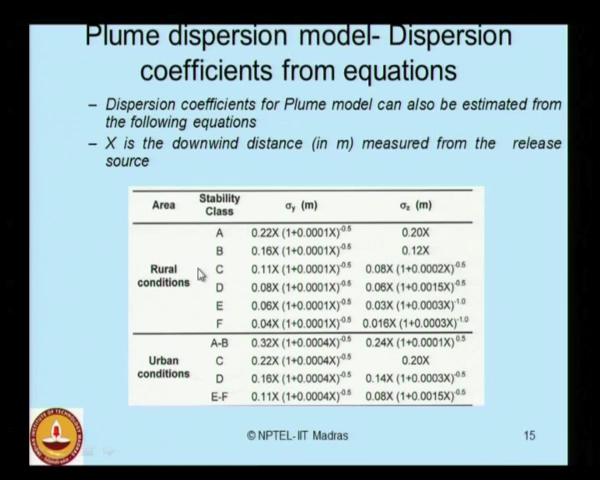 Plume dispersion model- Dispersion
coefficients from equations
– Dispersion coefficients for Plume model can also be estimated from
the following equations
– X is the downwind distance (in m) measured from the release
source
Area Stability Class σy (m) σz (m)
Rural conditions
A 0.22X (1+0.0001X)^-0.5 0.20X
B 0.16X (1+0.0001X)^-0.5 0.12X
C 0.11X (1+0.0001X)^-0.5 0.08X (1+0.0002X)^-0.5
D 0.08X (1+0.0001X)^-0.5 0.06X (1+0.0015X)^-0.5
E 0.06X (1+0.0001X)^-0.5 0.03X (1+0.0003X)^-1.0
F 0.04X (1+0.0001X)^-0.5 0.016X (1+0.0003X)^-1.0
Urban conditions
A-B 0.32X (1+0.0004X)^-0.5 0.24X (1+0.0001X)^0.5
C 0.22X (1+0.0004X)^-0.5 0.20X
D 0.16X (1+0.0004X)^-0.5 0.14X (1+0.0003X)^-0.5
E-F 0.11X (1+0.0004X)^-0.5 0.08X (1+0.0015X)^-0.5
© NPTEL- IIT Madras 15